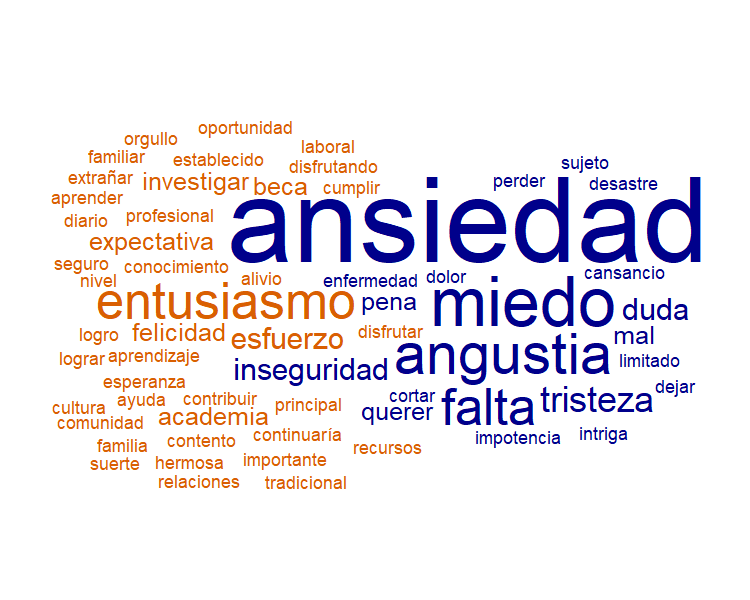 oportunidad
orgullo
laboral
familiar
establecido
disfrutando
sujeto
extrañar
investigar
beca
cumplir
perder
desastre
aprender
diario
profesional
ansiedad
expectativa
seguro
conocimiento
nivel
alivio
enfermedad
dolor
cansancio
entusiasmo
pena
miedo
duda
logro
felicidad
esfuerzo
disfrutar
mal
lograr
aprendizaje
inseguridad
angustia
limitado
esperanza
dejar
cultura
ayuda
contribuir
principal
cortar
tristeza
comunidad
academia
querer
falta
familia
contento
continuaría
impotencia
intriga
recursos
suerte
hermosa
importante
relaciones
tradicional